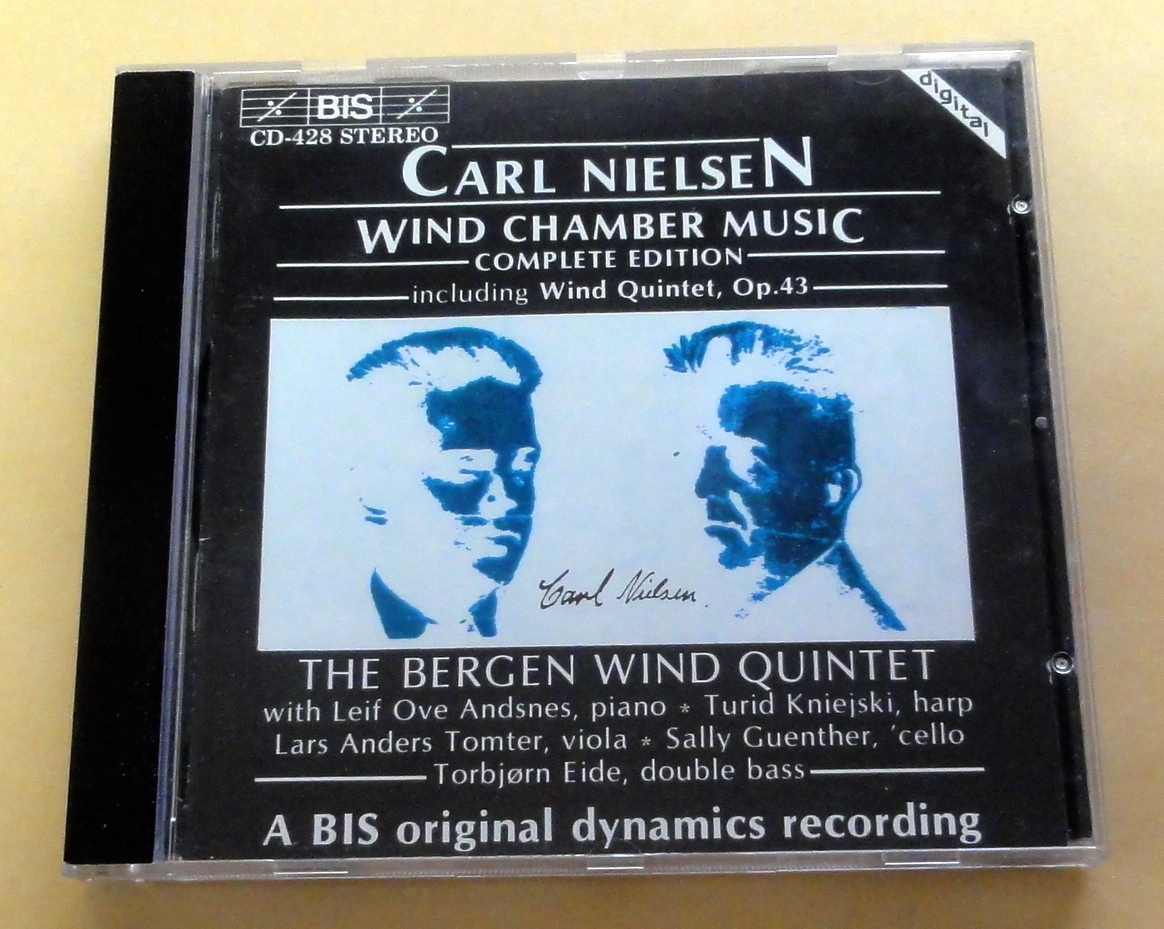 BIS
digital
CD-428 STEREO
CARL NIELSEN
WIND CHAMBER MUSIC
COMPLETE EDITION
including Wind Quintet, Op.43
Carl Nielsen.
THE BERGEN WIND QUINTET
with Leif Ove Andsnes, piano * Turid Kniejski, harp
Lars Anders Tomter, viola * Sally Guenther, 'cello
Torbjørn Eide, double bass
A BIS original dynamics recording